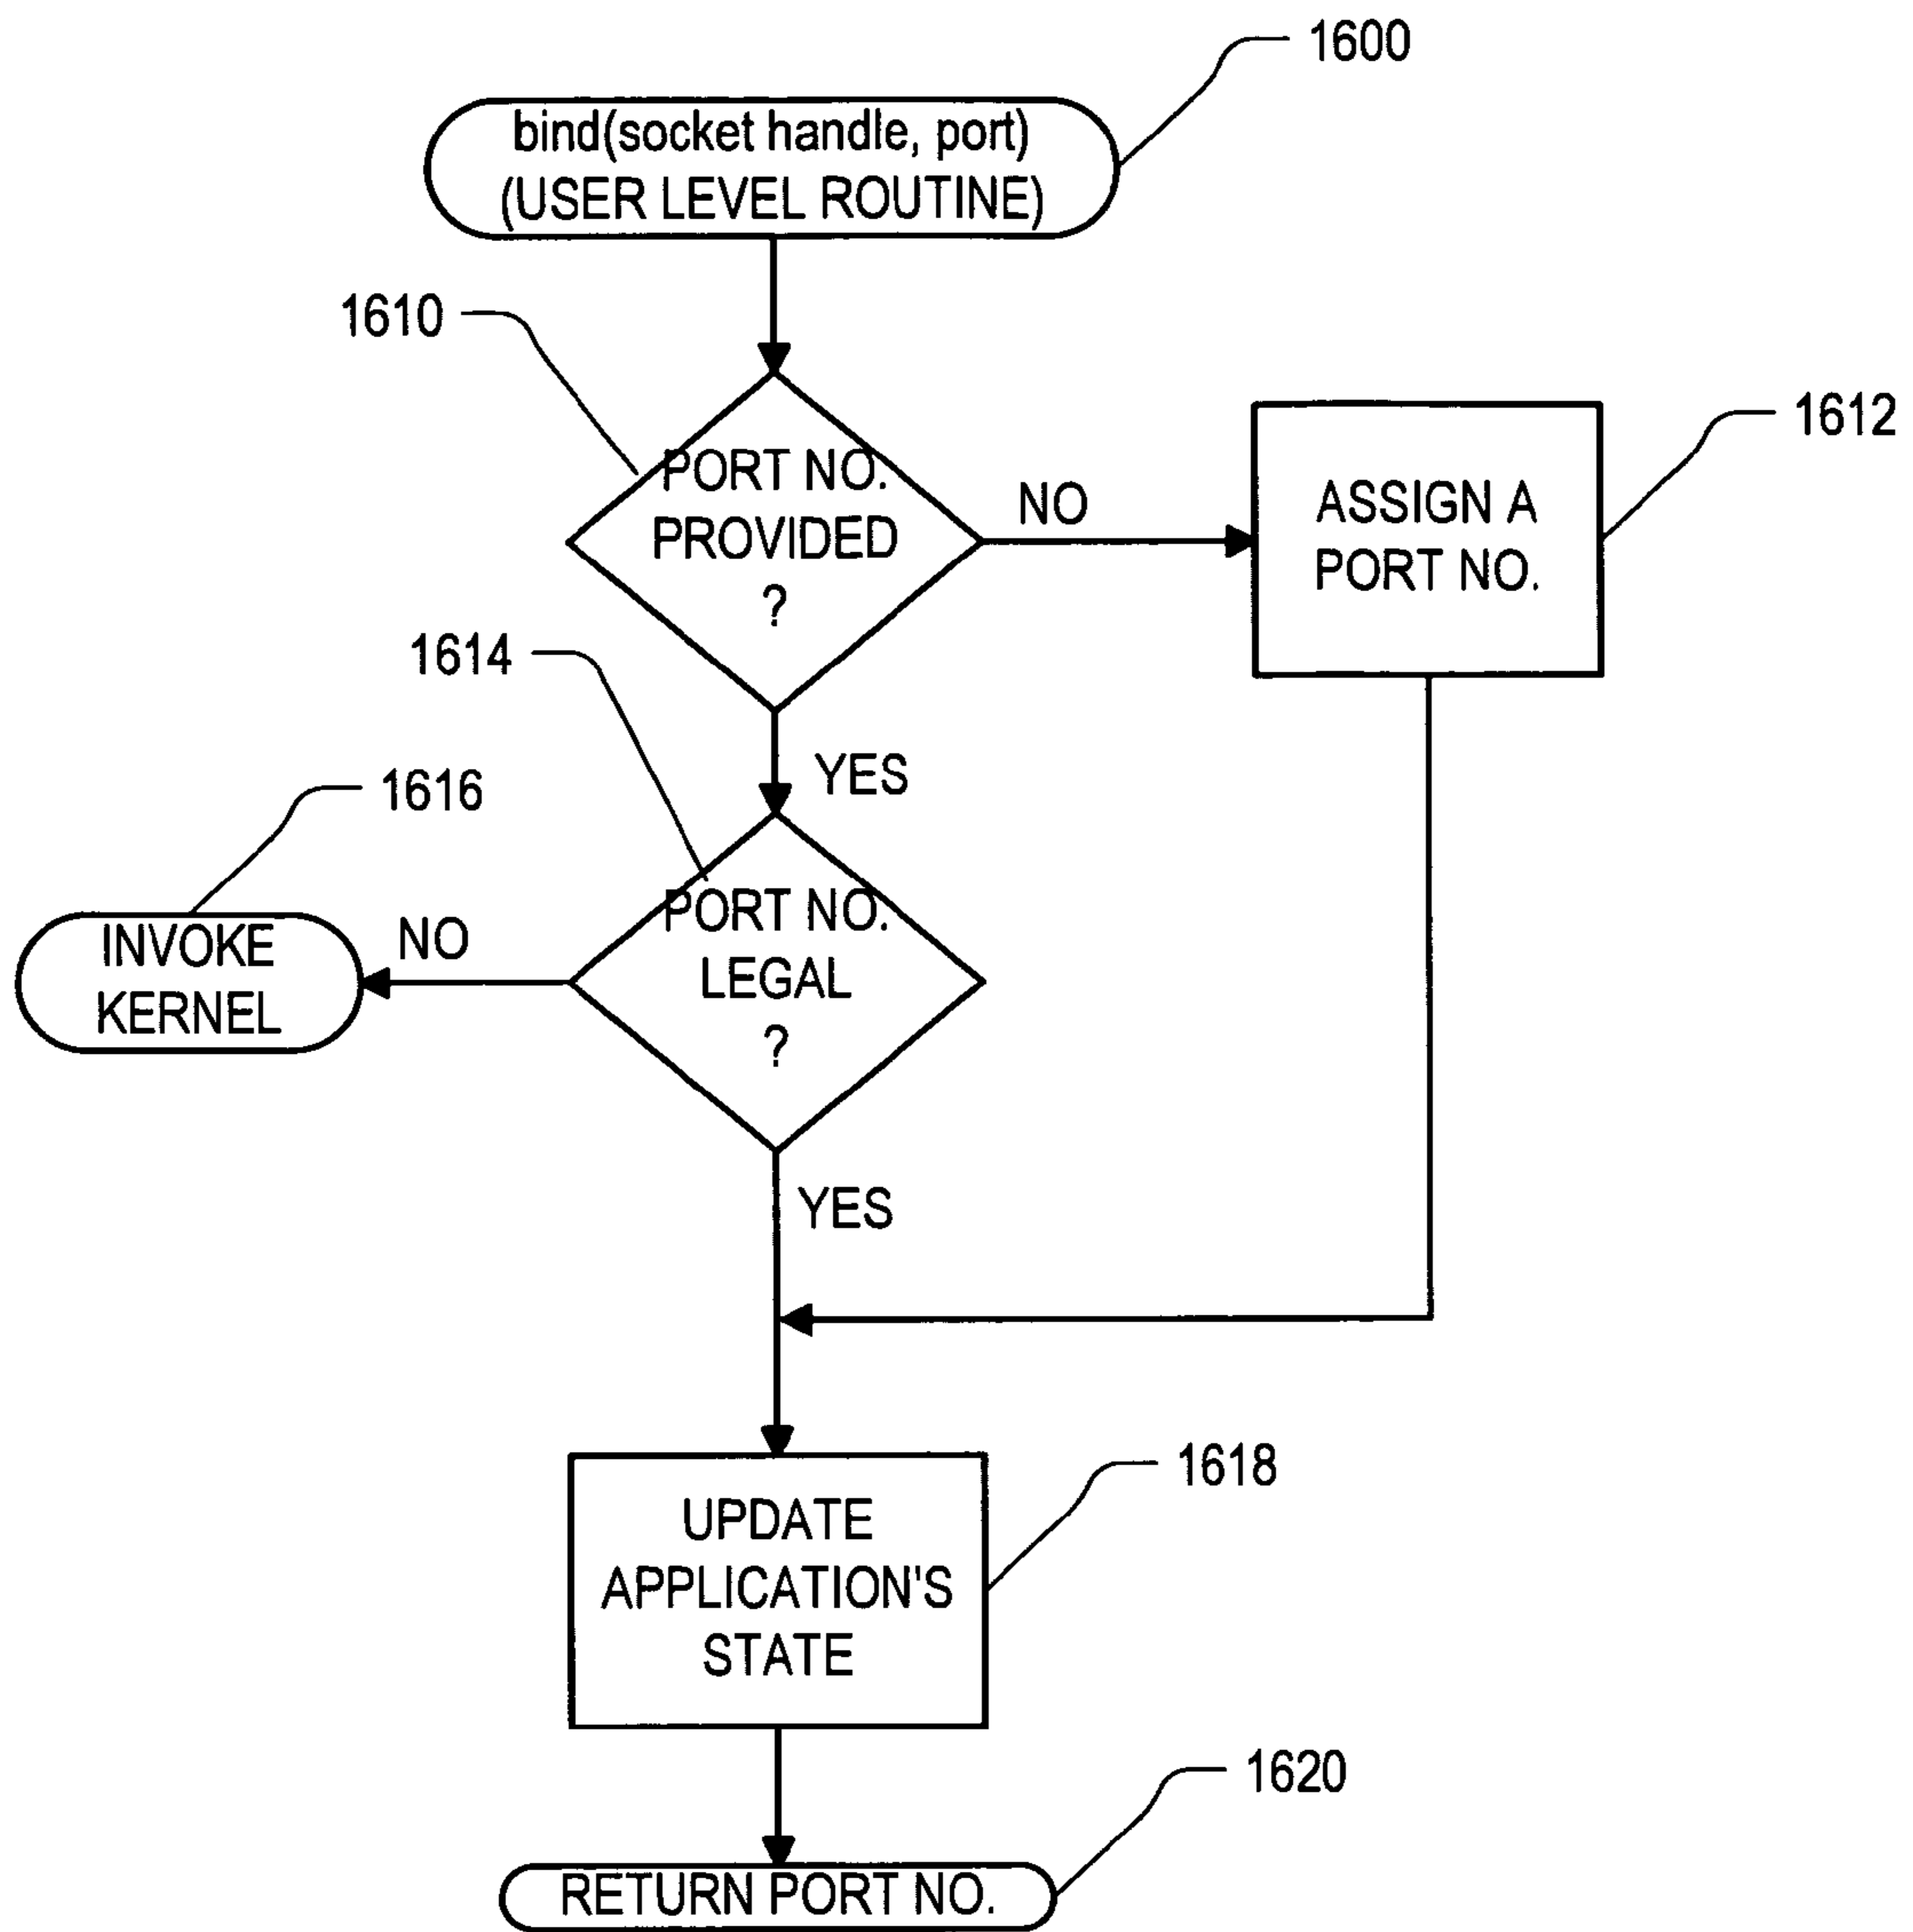 1600
bind(socket handle, port)
(USER LEVEL ROUTINE)
1610
PORT NO.
PROVIDED
?
NO
1612
ASSIGN A
PORT NO.
1614
YES
1616
INVOKE
KERNEL
NO
PORT NO.
LEGAL
?
YES
1618
UPDATE
APPLICATION'S
STATE
1620
RETURN PORT NO.